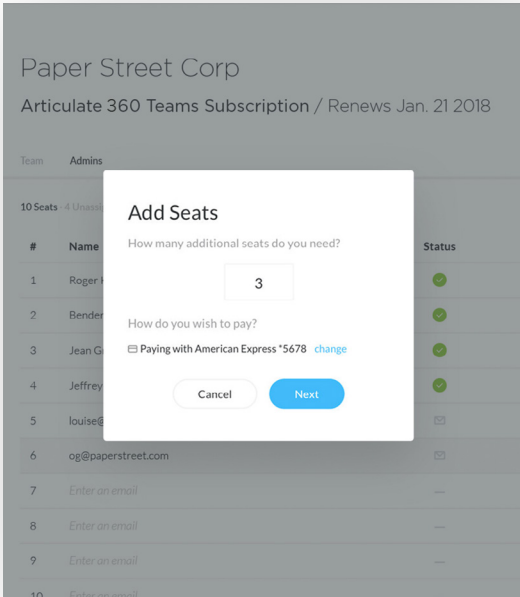 Paper Street Corp
Articulate 360 Teams Subscription / Renews Jan. 21 2018
Team Admins
10 Seats · 4
Add Seats
How many additional seats do you need?
3
How do you wish to pay?
Paying with American Express *5678 change
Cancel Next
# Name Status
1 Roger
2 Bender
3 Jean
4 Jeffrey
5 louise@
6 og@paperstreet.com
7 Enter an email
8 Enter an email
9 Enter an email
10 Enter an email